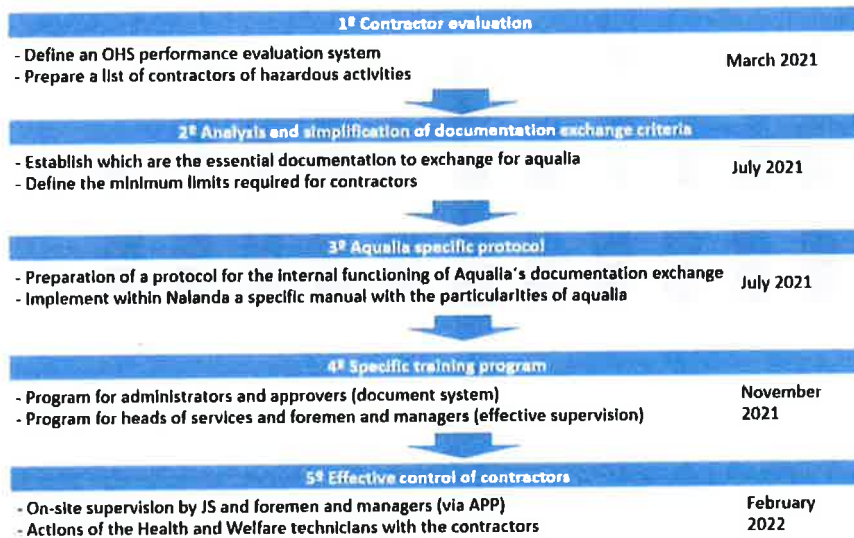 1º Contractor evaluation
- Define an OHS performance evaluation system
- Prepare a list of contractors of hazardous activities
March 2021
2º Analysis and simplification of documentation exchange criteria
- Establish which are the essential documentation to exchange for aqualia
- Define the minimum limits required for contractors
July 2021
3º Aqualia specific protocol
- Preparation of a protocol for the internal functioning of Aqualia's documentation exchange
- Implement within Nalanda a specific manual with the particularities of aqualia
July 2021
4º Specific training program
- Program for administrators and approvers (document system)
- Program for heads of services and foremen and managers (effective supervision)
November
2021
5º Effective control of contractors
- On-site supervision by JS and foremen and managers (via APP)
- Actions of the Health and Welfare technicians with the contractors
February
2022